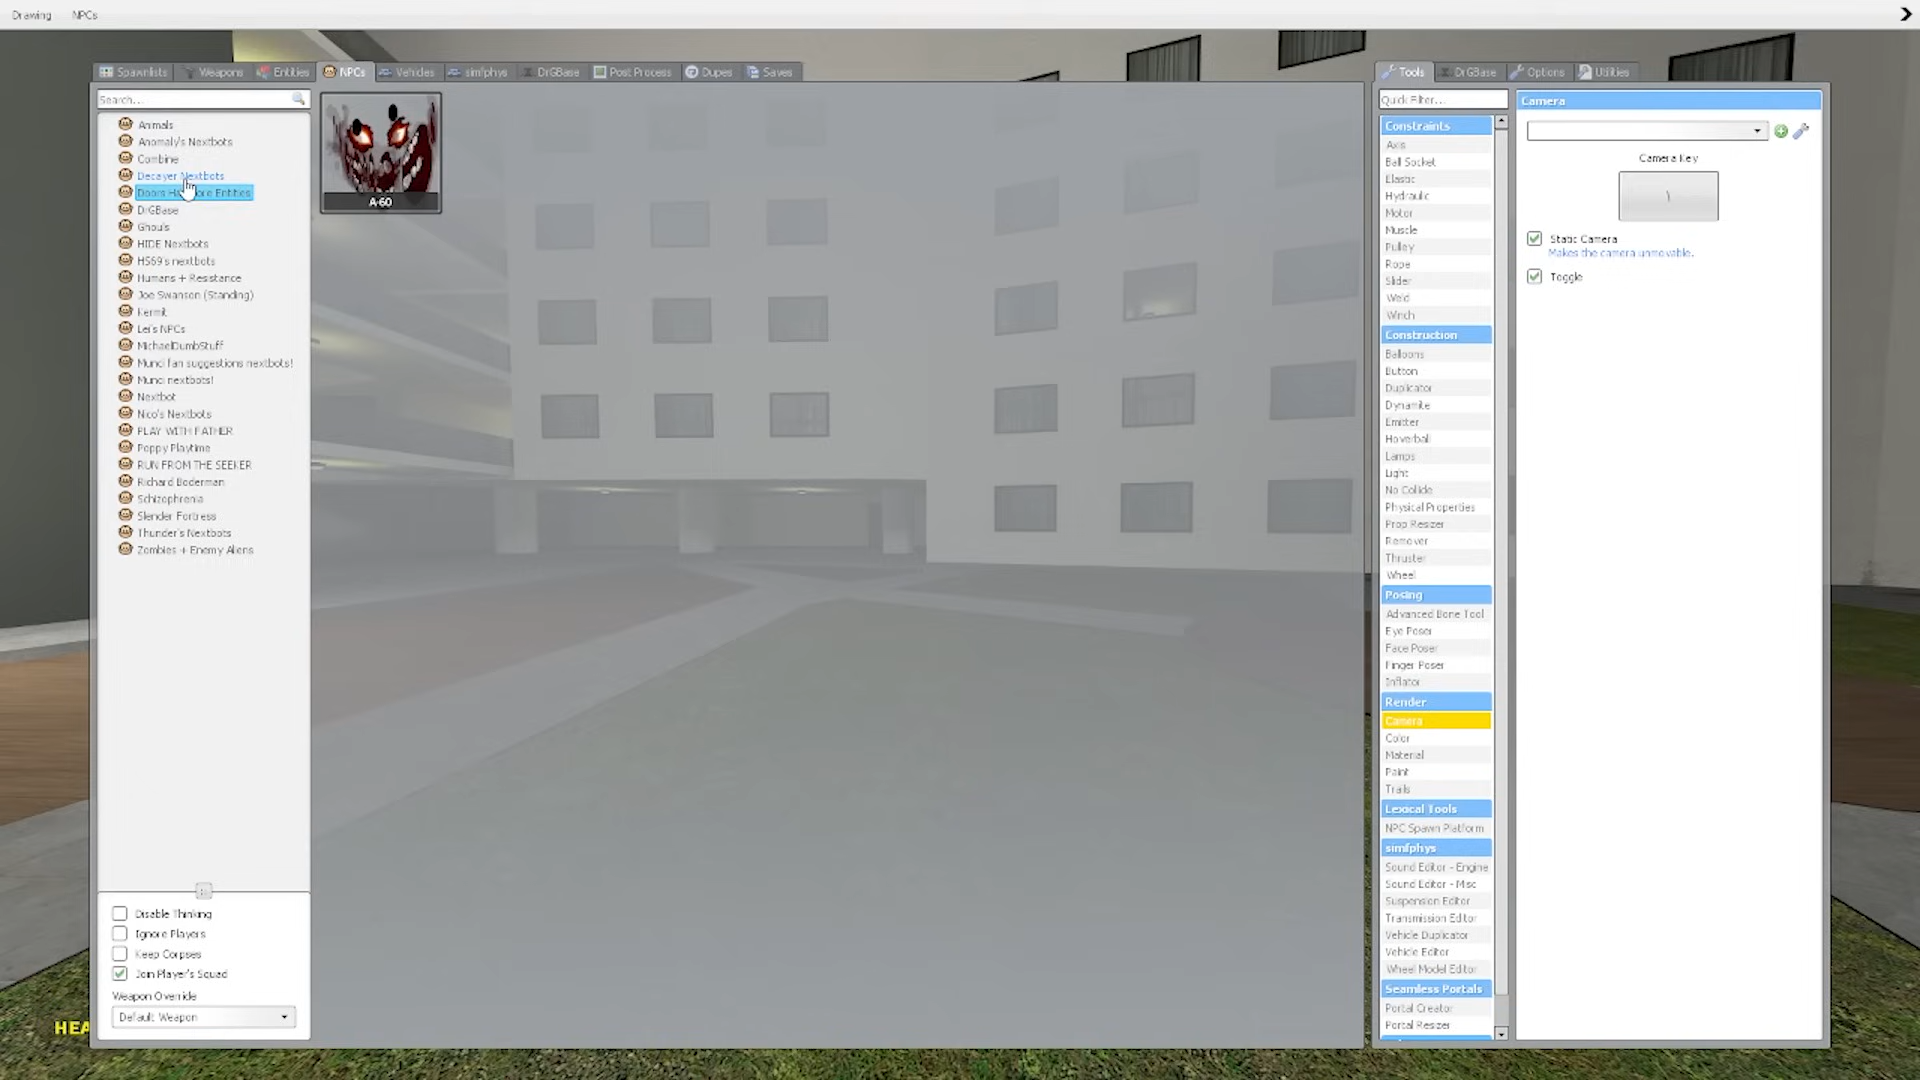 Drawing NPCs
Spawnlists Weapons Entities NPCs Vehicles simfphys DrGBase Post Process Dupes Saves
Search...
Animals
Anomaly's Nextbots
Combine
Decayer Nextbots
Doors Entities
DrGBase
Ghouls
HIDE Nextbots
HS69's nextbots
Humans + Resistance
Joe Swanson (Standing)
Kermit
Lei's NPCs
MichaelDumbStuff
Munci fan suggestions nextbots!
Munci nextbots!
Nextbot
Nico's Nextbots
PLAY WITH FATHER
Poppy Playtime
RUN FROM THE SEEKER
Richard Boderman
Schizophrenia
Slender Fortress
Thunder's Nextbots
Zombies + Enemy Aliens
Disable Thinking
Ignore Players
Keep Corpses
Join Player's Squad
Weapon Override
Default Weapon
HEA
A-60
Tools DrGBase Options Utilities
Quick Filter...
Constraints
Axis
Ball Socket
Elastic
Hydraulic
Motor
Muscle
Pulley
Rope
Slider
Weld
Winch
Construction
Balloons
Button
Duplicator
Dynamite
Emitter
Hoverball
Lamps
Light
No Collide
Physical Properties
Prop Resizer
Remover
Thruster
Wheel
Posing
Advanced Bone Tool
Eye Poser
Face Poser
Finger Poser
Inflator
Render
Camera
Color
Material
Paint
Trails
Lexical Tools
NPC Spawn Platform
simfphys
Sound Editor - Engine
Sound Editor - Misc
Suspension Editor
Transmission Editor
Vehicle Duplicator
Vehicle Editor
Wheel Model Editor
Seamless Portals
Portal Creator
Portal Resizer
Camera
Camera Key
\
Static Camera
Makes the camera unmovable.
Toggle